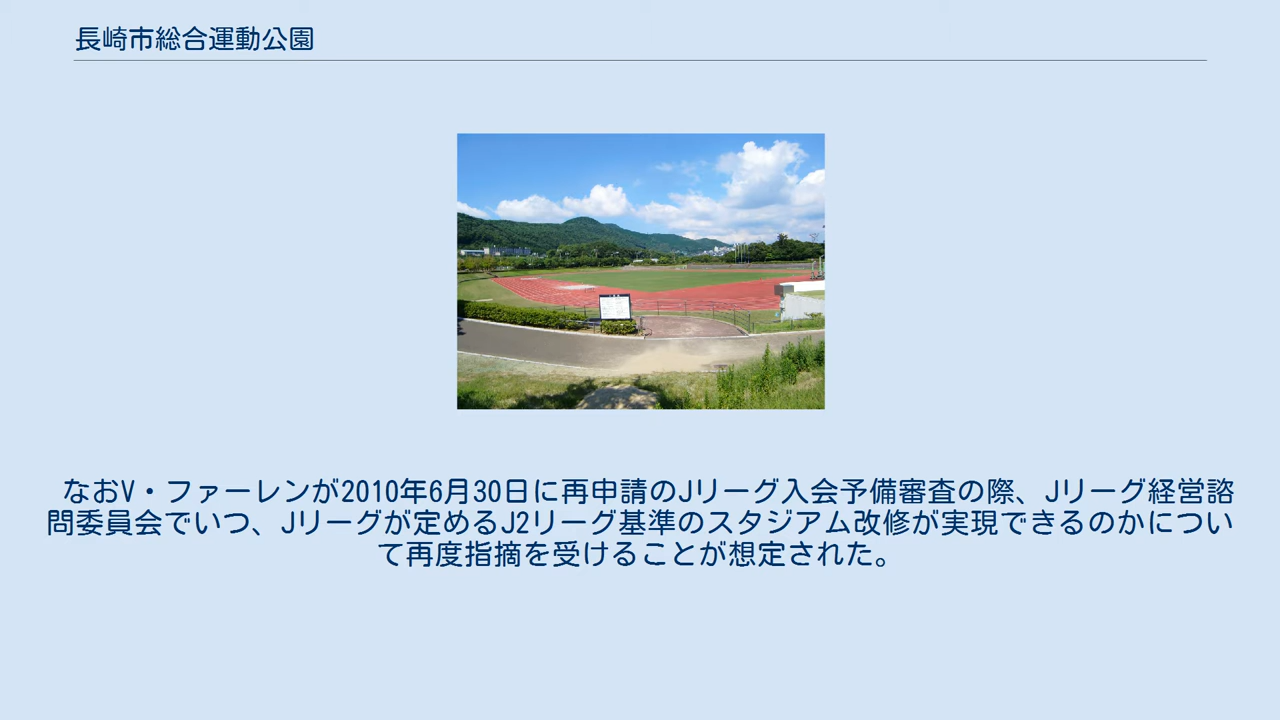 長崎市総合運動公園
なおV・ファーレンが2010年6月30日に再申請のJリーグ入会予備審査の際、Jリーグ経営諮
問委員会でいつ、Jリーグが定めるJ2リーグ基準のスタジアム改修が実現できるのかについ
て再度指摘を受けることが想定された。